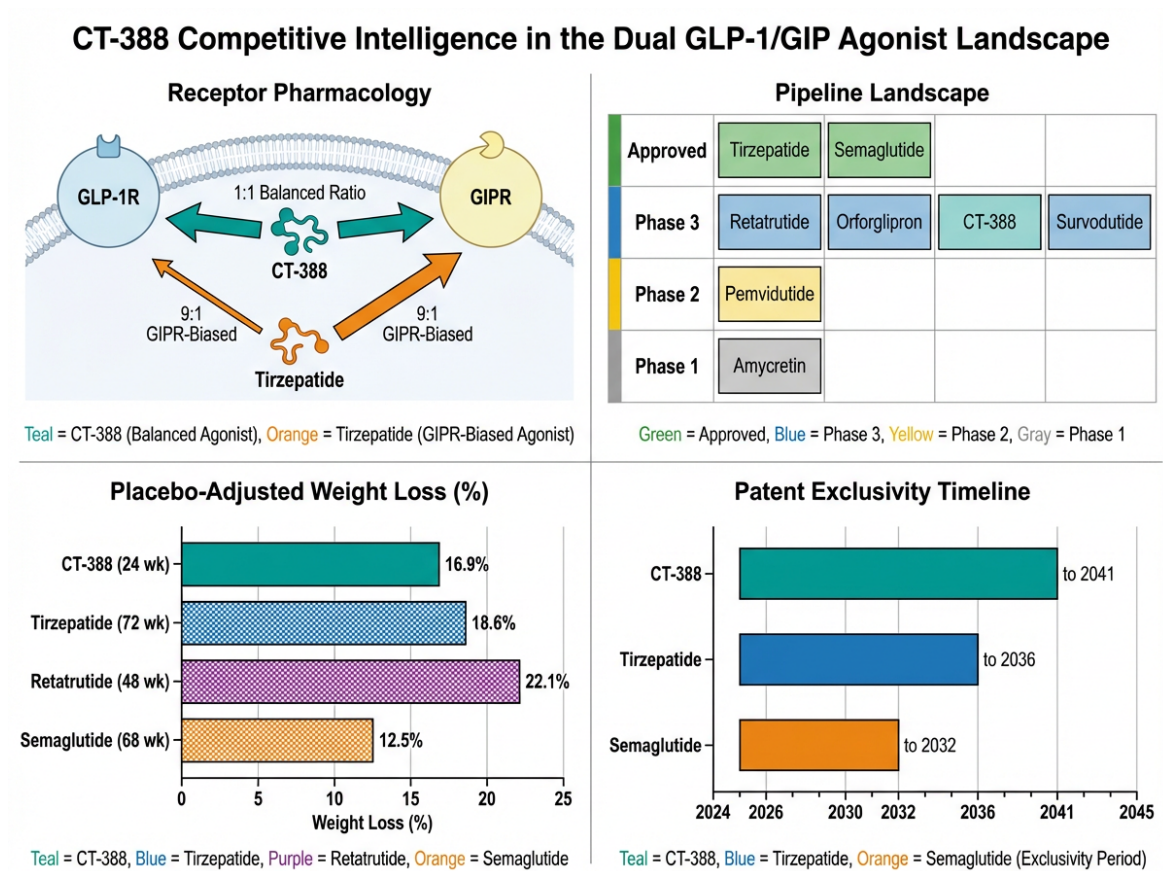 CT-388 Competitive Intelligence in the Dual GLP-1/GIP Agonist Landscape
Receptor Pharmacology
GLP-1R
GIPR
1:1 Balanced Ratio
CT-388
9:1
GIPR-Biased
9:1
GIPR-Biased
Tirzepatide
Teal = CT-388 (Balanced Agonist), Orange = Tirzepatide (GIPR-Biased Agonist)
Pipeline Landscape
Approved
Tirzepatide
Semaglutide
Phase 3
Retatrutide
Orforglipron
CT-388
Survodutide
Phase 2
Pemvidutide
Phase 1
Amycretin
Green = Approved, Blue = Phase 3, Yellow = Phase 2, Gray = Phase 1
Placebo-Adjusted Weight Loss (%)
CT-388 (24 wk)
16.9%
Tirzepatide (72 wk)
18.6%
Retatrutide (48 wk)
22.1%
Semaglutide (68 wk)
12.5%
0 5 10 15 20 25
Weight Loss (%)
Teal = CT-388, Blue = Tirzepatide, Purple = Retatrutide, Orange = Semaglutide
Patent Exclusivity Timeline
CT-388
to 2041
Tirzepatide
to 2036
Semaglutide
to 2032
2024 2026 2030 2032 2036 2041 2045
Teal = CT-388, Blue = Tirzepatide, Orange = Semaglutide (Exclusivity Period)